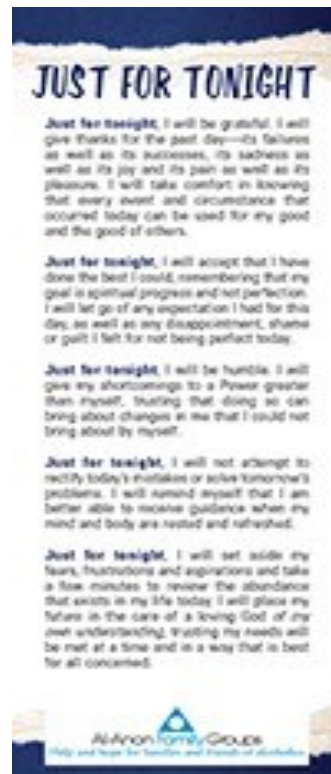 JUST FOR TONIGHT
Just for tonight, I will be grateful. I will
give thanks for the past day—its failures
as well as its successes, its sadness as
well as its joy and its pain as well as its
pleasure. I will take comfort in knowing
that every event and circumstance that
occurred today can be used for my good
and the good of others.
Just for tonight, I will accept that I have
done the best I could, remembering that my
goal is spiritual progress and not perfection.
I will let go of any expectation I had for this
day, as well as any disappointment, shame
or guilt I felt for not being perfect today.
Just for tonight, I will be humble. I will
give my shortcomings to a Power greater
than myself, trusting that doing so can
bring about changes in me that I could not
bring about by myself.
Just for tonight, I will not attempt to
rectify today's mistakes or solve tomorrow's
problems. I will remind myself that I am
better able to receive guidance when my
mind and body are rested and refreshed.
Just for tonight, I will set aside my
fears, frustrations and aspirations and take
a few minutes to review the abundance
that exists in my life today. I will place my
future in the care of a loving God of my
own understanding, trusting my needs will
be met at a time and in a way that is best
for all concerned.
Al-Anon Family Groups
Help and hope for families and friends of alcoholics